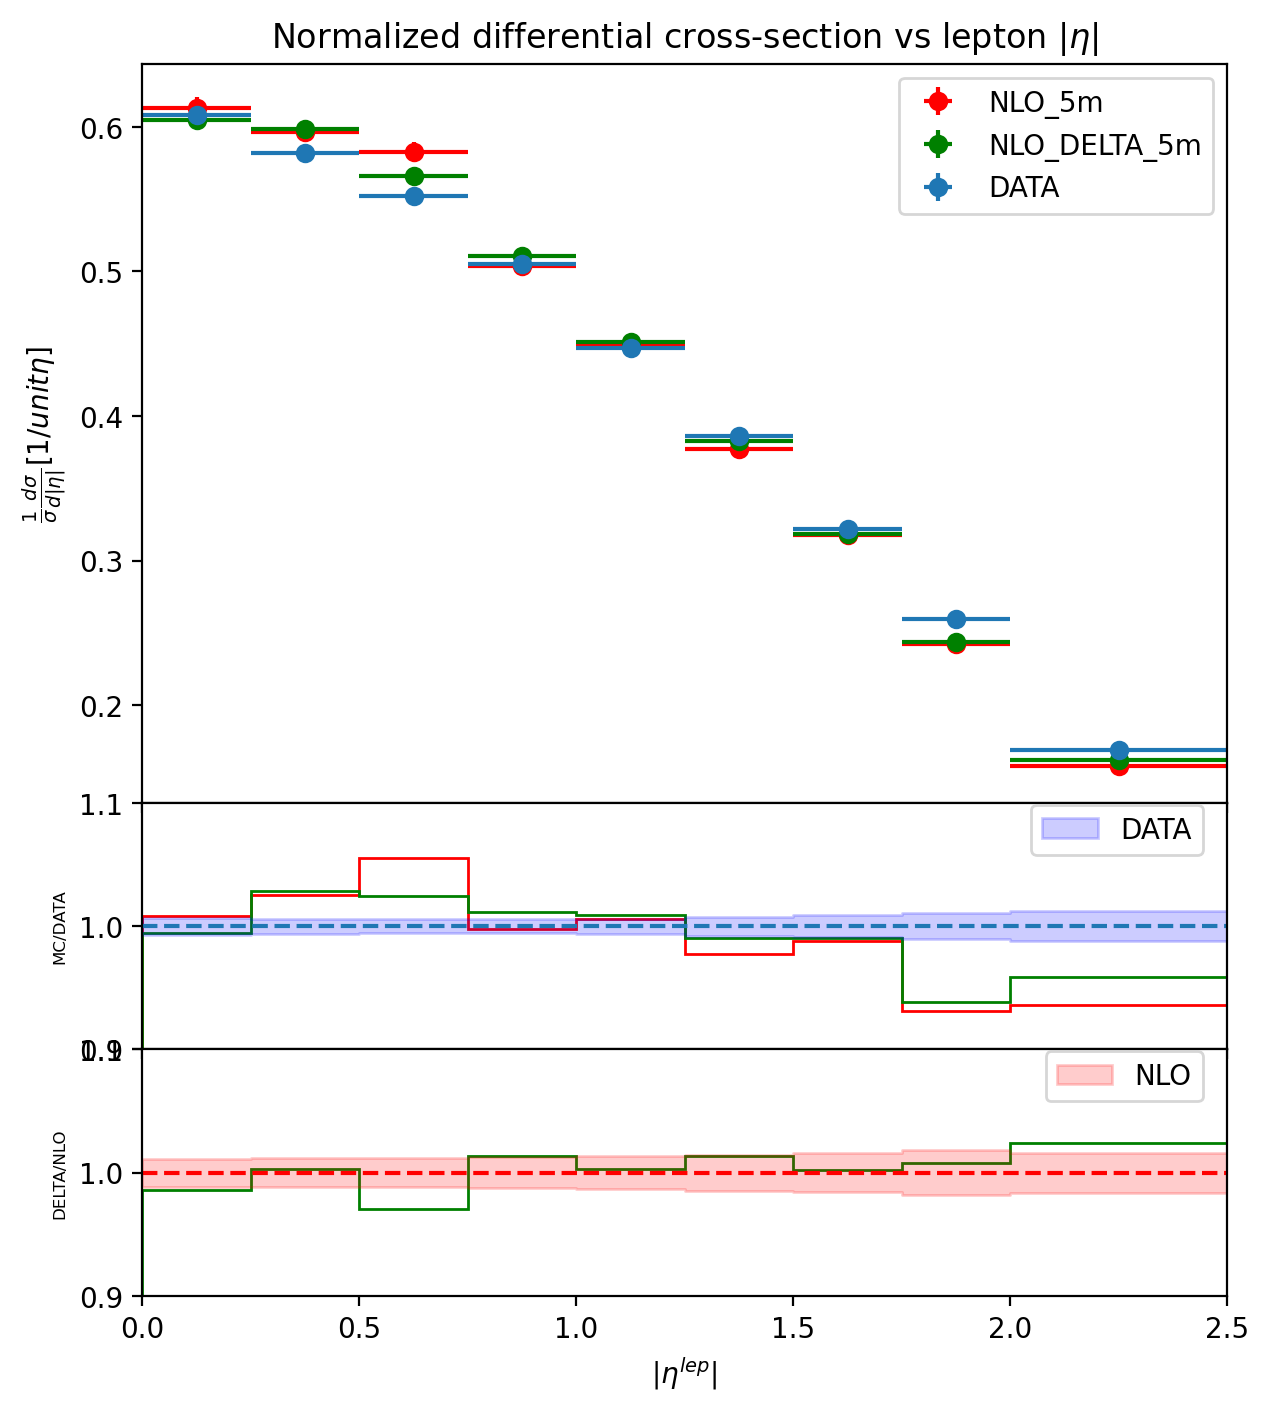 Normalized differential cross-section vs lepton |η|
NLO_5m
NLO_DELTA_5m
DATA
0.6
0.5
0.4
0.3
0.2
1/σ dσ/d|η| [1/unitη]
1.1
1.0
0.9
MC/DATA
DATA
1.1
1.0
0.9
DELTA/NLO
NLO
0.0 0.5 1.0 1.5 2.0 2.5
|η^lep|